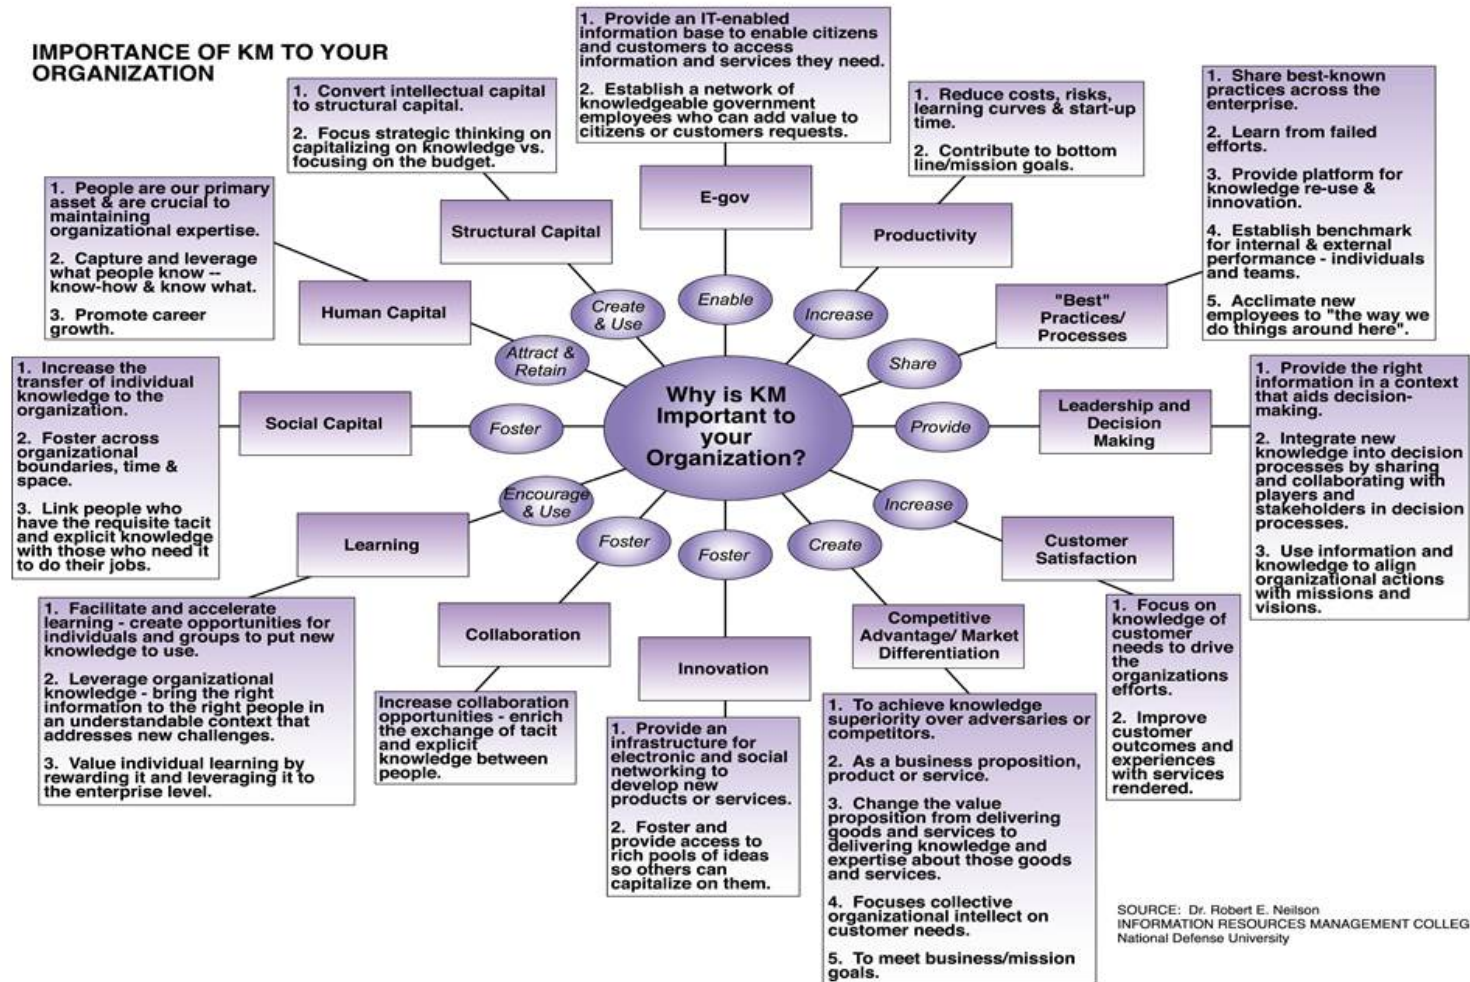 IMPORTANCE OF KM TO YOUR
ORGANIZATION
1. Provide an IT-enabled
information base to enable citizens
and customers to access
information and services they need.
2. Establish a network of
knowledgeable government
employees who can add value to
citizens or customers requests.
E-gov
Enable
1. Reduce costs, risks,
learning curves & start-up
time.
2. Contribute to bottom
line/mission goals.
Productivity
Increase
1. Share best-known
practices across the
enterprise.
2. Learn from failed
efforts.
3. Provide platform for
knowledge re-use &
innovation.
4. Establish benchmark
for internal & external
performance - individuals
and teams.
5. Acclimate new
employees to "the way we
do things around here".
"Best"
Practices/
Processes
Share
1. Provide the right
information in a context
that aids decision-
making.
2. Integrate new
knowledge into decision
processes by sharing
and collaborating with
players and
stakeholders in decision
processes.
3. Use information and
knowledge to align
organizational actions
with missions and
visions.
Leadership and
Decision
Making
Provide
Customer
Satisfaction
Increase
1. Focus on
knowledge of
customer
needs to drive
the
organizations
efforts.
2. Improve
customer
outcomes and
experiences
with services
rendered.
Competitive
Advantage/ Market
Differentiation
Create
1. To achieve knowledge
superiority over adversaries or
competitors.
2. As a business proposition,
product or service.
3. Change the value
proposition from delivering
goods and services to
delivering knowledge and
expertise about those goods
and services.
4. Focuses collective
organizational intellect on
customer needs.
5. To meet business/mission
goals.
Innovation
Foster
1. Provide an
infrastructure for
electronic and social
networking to
develop new
products or services.
2. Foster and
provide access to
rich pools of ideas
so others can
capitalize on them.
Collaboration
Foster
Increase collaboration
opportunities - enrich
the exchange of tacit
and explicit
knowledge between
people.
Learning
Encourage
& Use
1. Facilitate and accelerate
learning - create opportunities for
individuals and groups to put new
knowledge to use.
2. Leverage organizational
knowledge - bring the right
information to the right people in
an understandable context that
addresses new challenges.
3. Value individual learning by
rewarding it and leveraging it to
the enterprise level.
Social Capital
Foster
1. Increase the
transfer of individual
knowledge to the
organization.
2. Foster across
organizational
boundaries, time &
space.
3. Link people who
have the requisite tacit
and explicit knowledge
with those who need it
to do their jobs.
Human Capital
Attract &
Retain
1. People are our primary
asset & are crucial to
maintaining
organizational expertise.
2. Capture and leverage
what people know --
know-how & know what.
3. Promote career
growth.
Structural Capital
Create
& Use
1. Convert intellectual capital
to structural capital.
2. Focus strategic thinking on
capitalizing on knowledge vs.
focusing on the budget.
Why is KM
Important to
your
Organization?
SOURCE: Dr. Robert E. Neilson
INFORMATION RESOURCES MANAGEMENT COLLEG
National Defense University